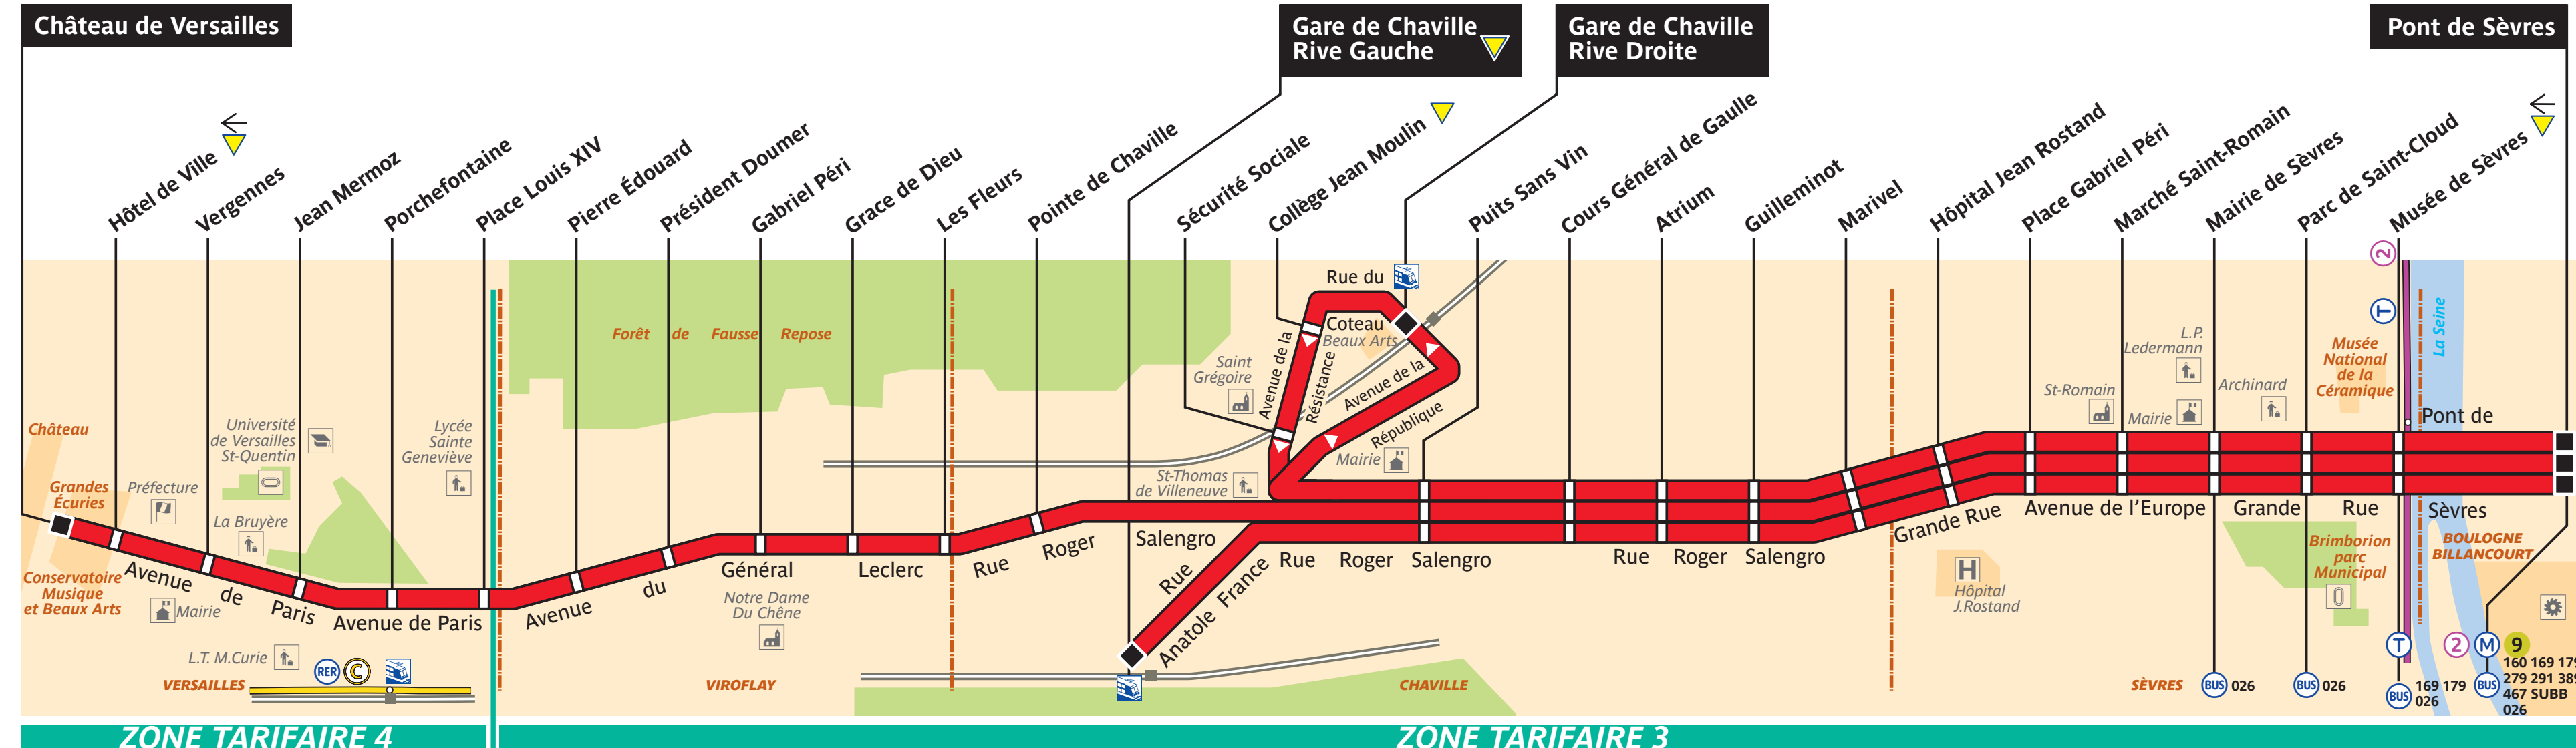 Château de Versailles
Gare de Chaville
Rive Gauche
Gare de Chaville
Rive Droite
Pont de Sèvres
Hôtel de Ville
Vergennes
Jean Mermoz
Porchefontaine
Place Louis XIV
Pierre Édouard
Président Doumer
Gabriel Péri
Grace de Dieu
Les Fleurs
Pointe de Chaville
Sécurité Sociale
Collège Jean Moulin
Puits Sans Vin
Cours Général de Gaulle
Atrium
Guilleminot
Marivel
Hôpital Jean Rostand
Place Gabriel Péri
Marché Saint-Romain
Mairie de Sèvres
Parc de Saint-Cloud
Musée de Sèvres
2
T
La Seine
Forêt de Fausse Repose
Rue du
Coteau
Beaux Arts
Avenue de la
Résistance
Avenue de la
République
Saint
Grégoire
Mairie
St-Thomas
de Villeneuve
L.P.
Ledermann
St-Romain
Mairie
Archinard
Musée
National
de la
Céramique
Pont de
Sèvres
Château
Grandes
Écuries
Préfecture
Université
de Versailles
St-Quentin
La Bruyère
Lycée
Sainte
Geneviève
Conservatoire
Musique
et Beaux Arts
Mairie
Avenue de Paris
Avenue de Paris
Avenue du Général Leclerc
Notre Dame
Du Chêne
Rue Roger Salengro
Rue
Anatole France
Rue Roger Salengro
Rue Roger Salengro
Grande Rue
Avenue de l'Europe
Grande Rue
H
Hôpital
J.Rostand
Brimborion
parc
Municipal
BOULOGNE
BILLANCOURT
L.T. M.Curie
RER C
VERSAILLES
VIROFLAY
CHAVILLE
SÈVRES
BUS 026
BUS 026
T
BUS 169 179
026
2 M 9
BUS
160 169 179
279 291 389
467 SUBB
026
ZONE TARIFAIRE 4
ZONE TARIFAIRE 3